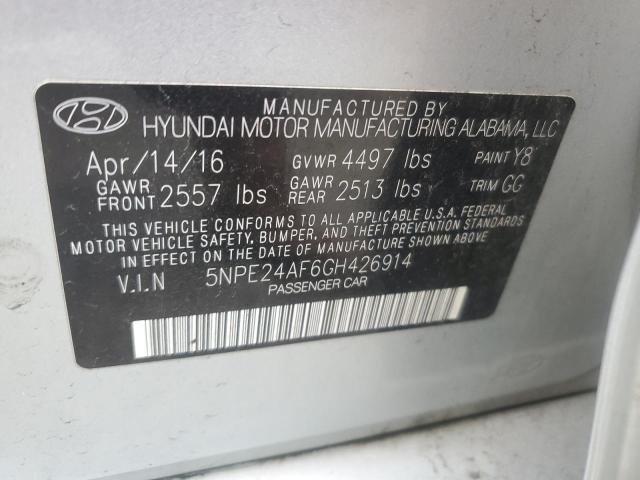 MANUFACTURED BY
HYUNDAI MOTOR MANUFACTURING ALABAMA, LLC
Apr/14/16 GVWR 4497 lbs PAINT Y8
GAWR FRONT 2557 lbs GAWR REAR 2513 lbs TRIM GG
THIS VEHICLE CONFORMS TO ALL APPLICABLE U.S.A. FEDERAL
MOTOR VEHICLE SAFETY, BUMPER, AND THEFT PREVENTION STANDARDS
IN EFFECT ON THE DATE OF MANUFACTURE SHOWN ABOVE.
V.I.N 5NPE24AF6GH426914
PASSENGER CAR